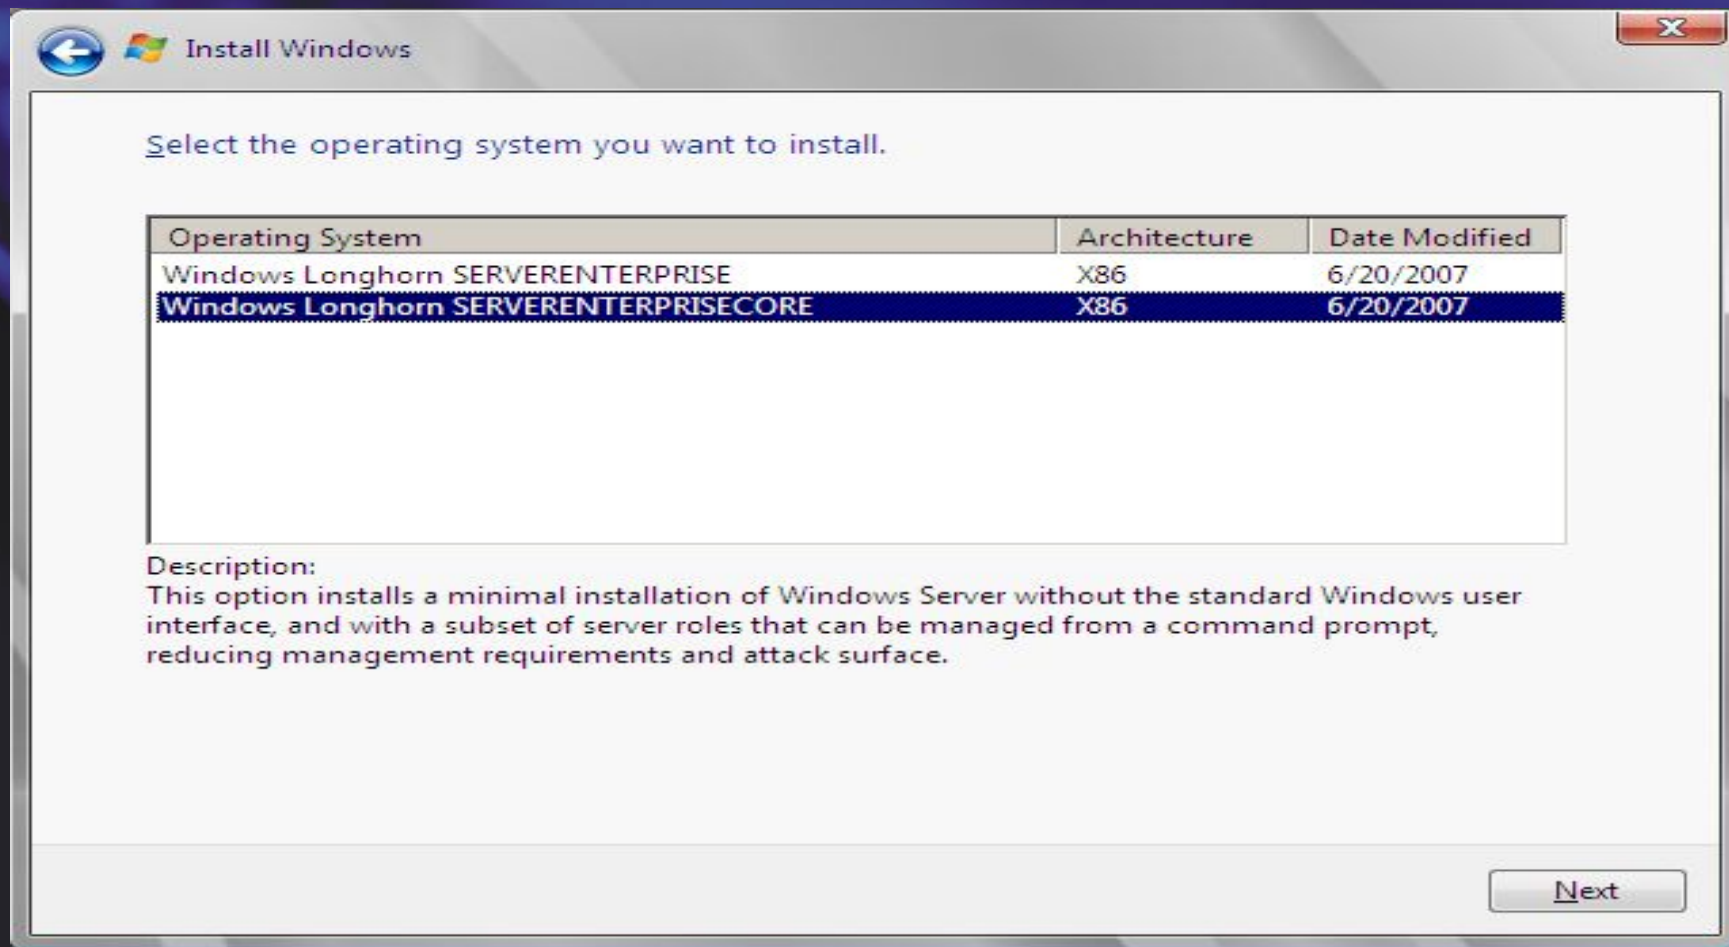 Install Windows
Select the operating system you want to install.
Operating System Architecture Date Modified
Windows Longhorn SERVERENTERPRISE X86 6/20/2007
Windows Longhorn SERVERENTERPRISECORE X86 6/20/2007
Description:
This option installs a minimal installation of Windows Server without the standard Windows user
interface, and with a subset of server roles that can be managed from a command prompt,
reducing management requirements and attack surface.
Next